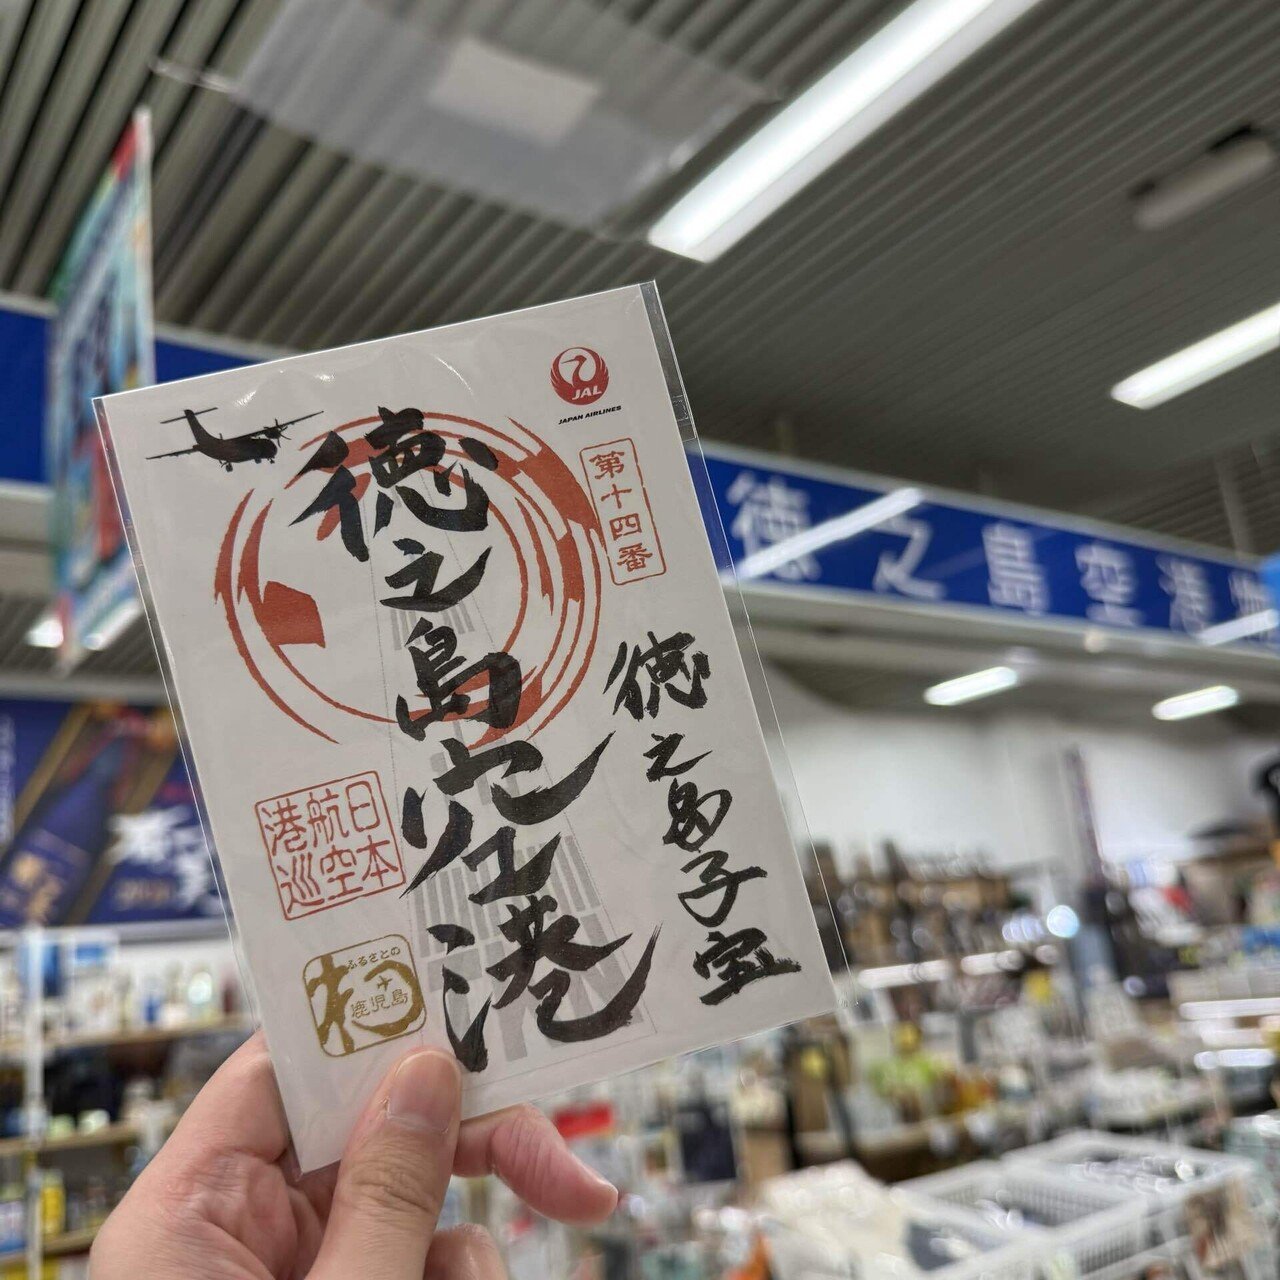 JAL
JAPAN AIRLINES
第十四番
徳之島空港
徳之島子宝
日本
航空
港巡
ふるさとの
鹿児島
徳之島空港